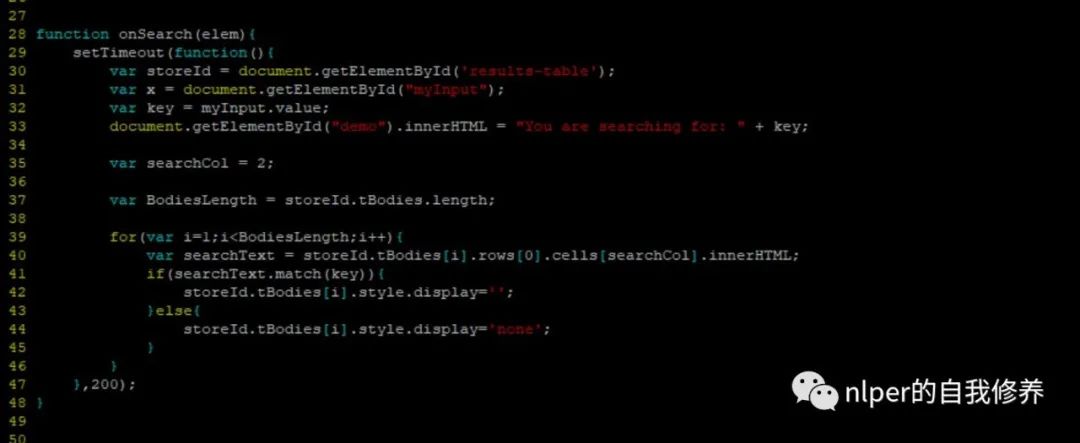 27
28 function onSearch(elem){
29     setTimeout(function(){
30         var storeId = document.getElementById('results-table');
31         var x = document.getElementById("myInput");
32         var key = myInput.value;
33         document.getElementById("demo").innerHTML = "You are searching for: " + key;
34
35         var searchCol = 2;
36
37         var BodiesLength = storeId.tBodies.length;
38
39         for(var i=1;i<BodiesLength;i++){
40             var searchText = storeId.tBodies[i].rows[0].cells[searchCol].innerHTML;
41             if(searchText.match(key)){
42                 storeId.tBodies[i].style.display='';
43             }else{
44                 storeId.tBodies[i].style.display='none';
45             }
46         }
47     },200);
48 }
49
50
nlper的自我修养